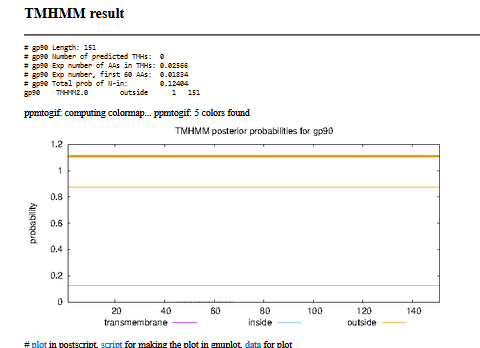 TMHMM result
# gp90 Length: 151
# gp90 Number of predicted TMHs: 0
# gp90 Exp number of AAs in TMHs: 0.02566
# gp90 Exp number, first 60 AAs: 0.01834
# gp90 Total prob of N-in: 0.12404
gp90 TMHMM2.0 outside 1 151
ppmtogif: computing colormap... ppmtogif: 5 colors found
TMHMM posterior probabilities for gp90
1.2
1
0.8
0.6
0.4
0.2
0
probability
20 40 60 80 100 120 140
transmembrane inside outside
# plot in postscript, script for making the plot in gnuplot, data for plot